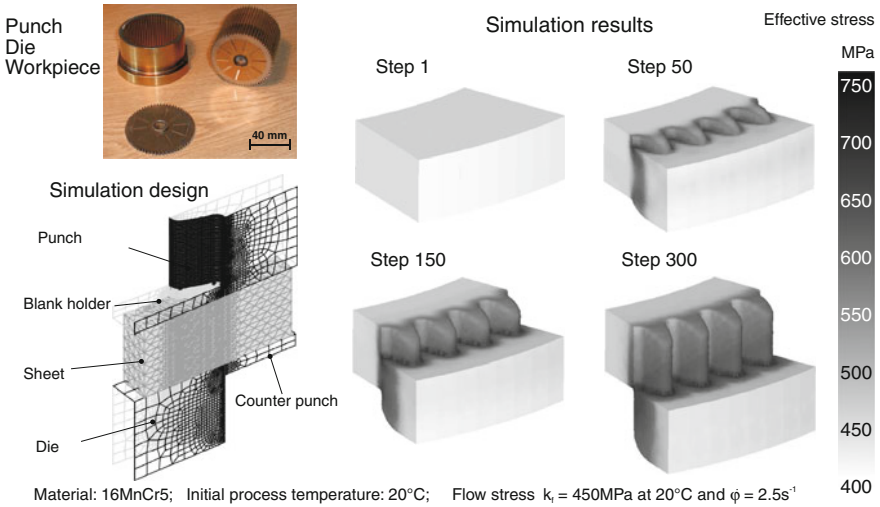 Punch
Die
Workpiece
40 mm
Simulation design
Punch
Blank holder
Sheet
Counter punch
Die
Simulation results
Step 1
Step 50
Step 150
Step 300
Effective stress
MPa
750
700
650
600
550
500
450
400
Material: 16MnCr5; Initial process temperature: 20°C; Flow stress kf = 450MPa at 20°C and φ̇ = 2.5s⁻¹